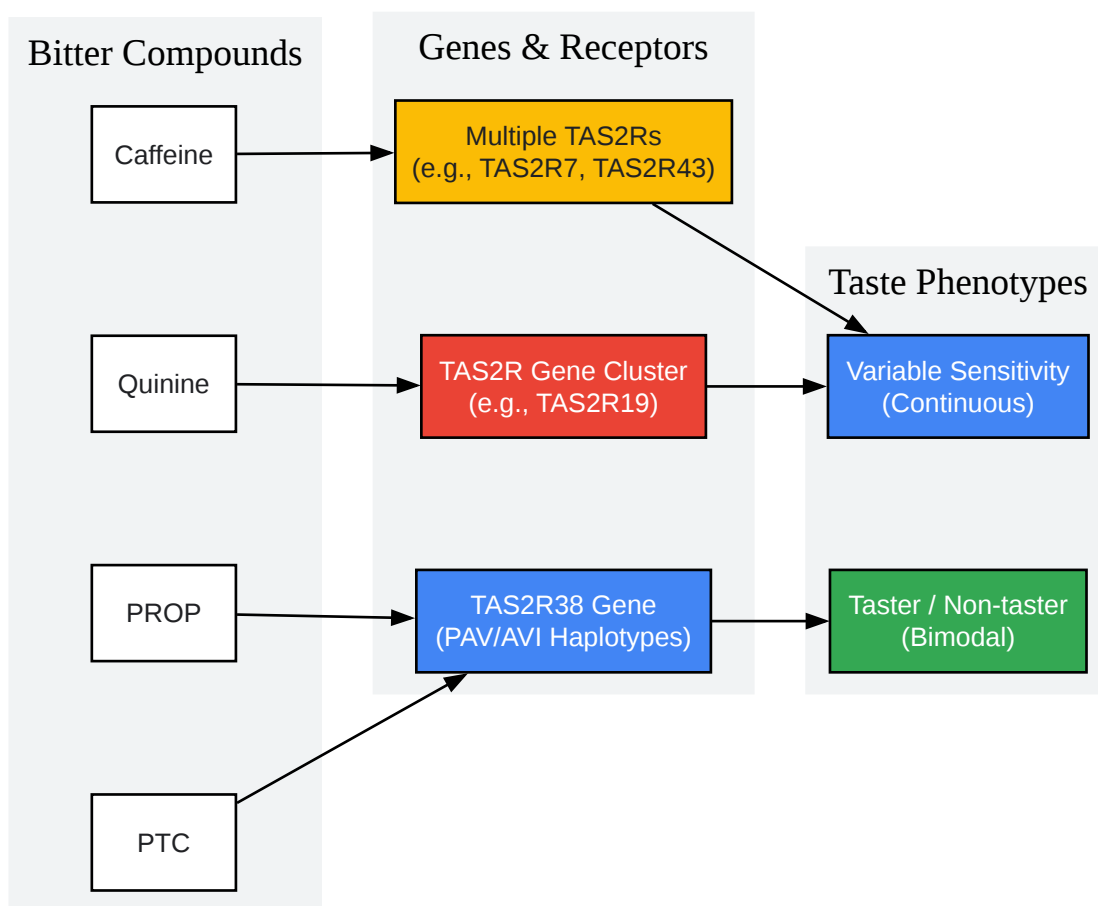 Bitter Compounds
Caffeine
Quinine
PROP
PTC
Genes & Receptors
Multiple TAS2Rs
(e.g., TAS2R7, TAS2R43)
TAS2R Gene Cluster
(e.g., TAS2R19)
TAS2R38 Gene
(PAV/AVI Haplotypes)
Taste Phenotypes
Variable Sensitivity
(Continuous)
Taster / Non-taster
(Bimodal)